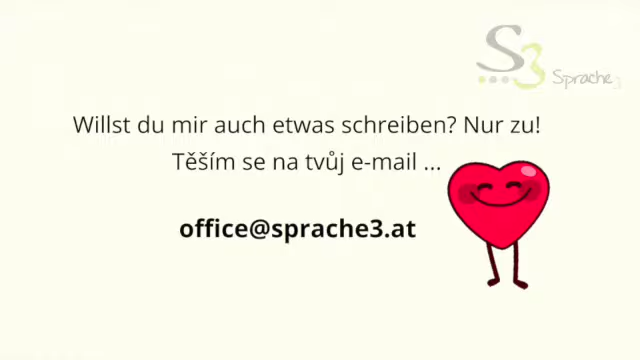 S3 Sprache3
Willst du mir auch etwas schreiben? Nur zu!
Těším se na tvůj e-mail ...
office@sprache3.at